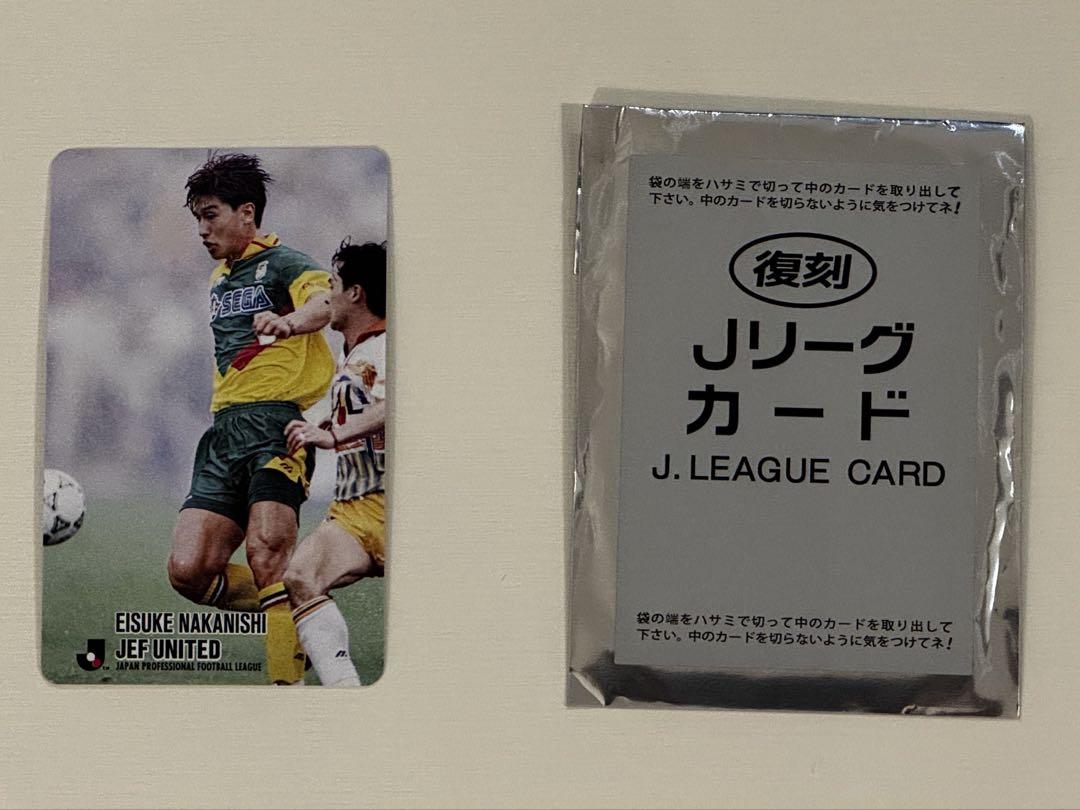 SEGA
EISUKE NAKANISHI
JEF UNITED
JAPAN PROFESSIONAL FOOTBALL LEAGUE
TM
袋の端をハサミで切って中のカードを取り出して
下さい。中のカードを切らないように気をつけてネ!
復刻
Jリーグ
カード
J. LEAGUE CARD
袋の端をハサミで切って中のカードを取り出して
下さい。中のカードを切らないように気をつけてネ!